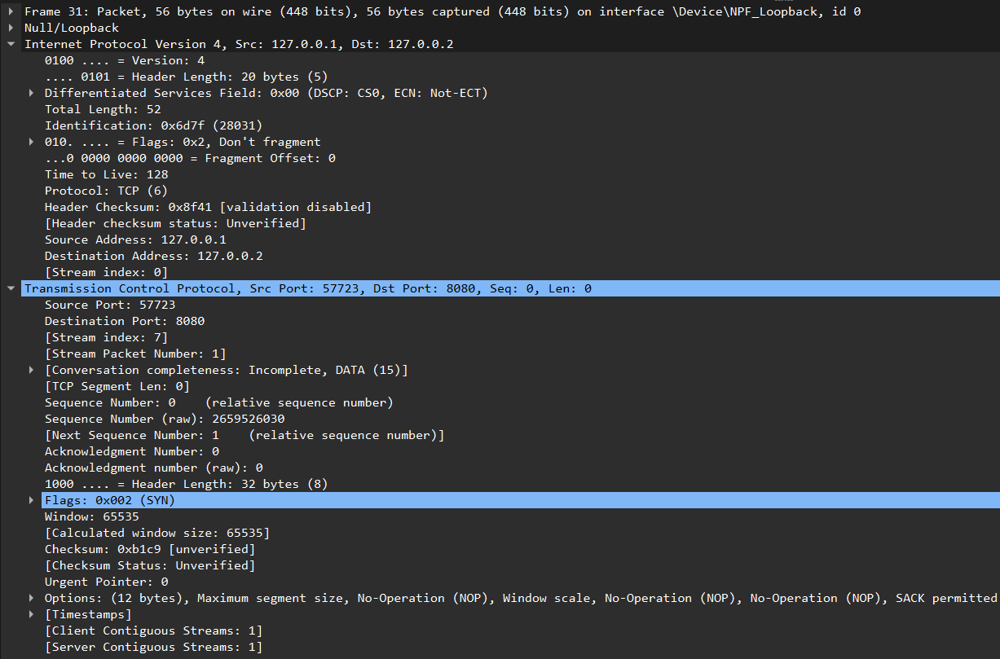 Frame 31: Packet, 56 bytes on wire (448 bits), 56 bytes captured (448 bits) on interface \Device\NPF_Loopback, id 0
Null/Loopback
Internet Protocol Version 4, Src: 127.0.0.1, Dst: 127.0.0.2
0100 .... = Version: 4
.... 0101 = Header Length: 20 bytes (5)
Differentiated Services Field: 0x00 (DSCP: CS0, ECN: Not-ECT)
Total Length: 52
Identification: 0x6d7f (28031)
010. .... = Flags: 0x2, Don't fragment
...0 0000 0000 0000 = Fragment Offset: 0
Time to Live: 128
Protocol: TCP (6)
Header Checksum: 0x8f41 [validation disabled]
[Header checksum status: Unverified]
Source Address: 127.0.0.1
Destination Address: 127.0.0.2
[Stream index: 0]
Transmission Control Protocol, Src Port: 57723, Dst Port: 8080, Seq: 0, Len: 0
Source Port: 57723
Destination Port: 8080
[Stream index: 7]
[Stream Packet Number: 1]
[Conversation completeness: Incomplete, DATA (15)]
[TCP Segment Len: 0]
Sequence Number: 0    (relative sequence number)
Sequence Number (raw): 2659526030
[Next Sequence Number: 1    (relative sequence number)]
Acknowledgment Number: 0
Acknowledgment number (raw): 0
1000 .... = Header Length: 32 bytes (8)
Flags: 0x002 (SYN)
Window: 65535
[Calculated window size: 65535]
Checksum: 0xb1c9 [unverified]
[Checksum Status: Unverified]
Urgent Pointer: 0
Options: (12 bytes), Maximum segment size, No-Operation (NOP), Window scale, No-Operation (NOP), No-Operation (NOP), SACK permitted
[Timestamps]
[Client Contiguous Streams: 1]
[Server Contiguous Streams: 1]